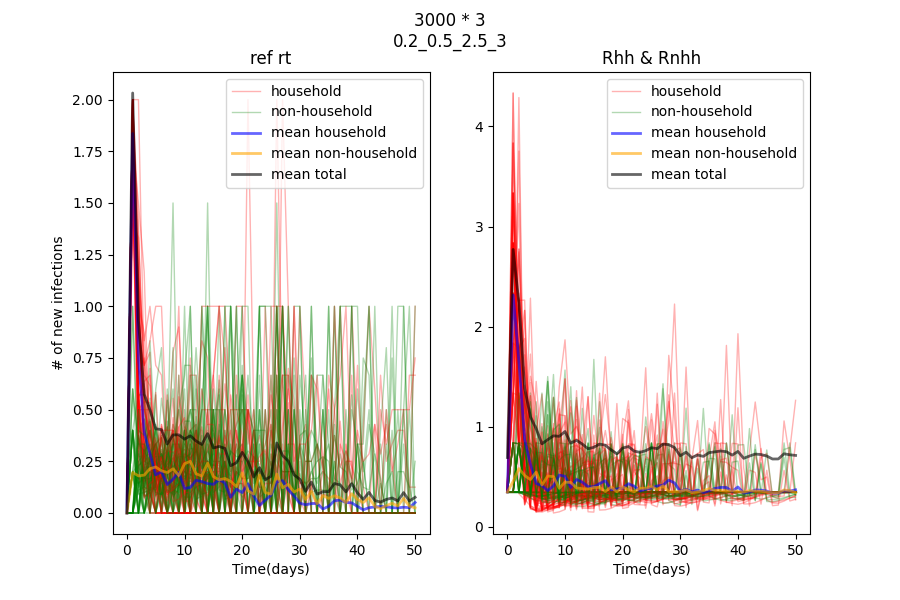 3000 * 3
0.2_0.5_2.5_3
ref rt
household
non-household
mean household
mean non-household
mean total
# of new infections
2.00
1.75
1.50
1.25
1.00
0.75
0.50
0.25
0.00
0
10
20
30
40
50
Time(days)
Rhh & Rnhh
household
non-household
mean household
mean non-household
mean total
4
3
2
1
0
0
10
20
30
40
50
Time(days)